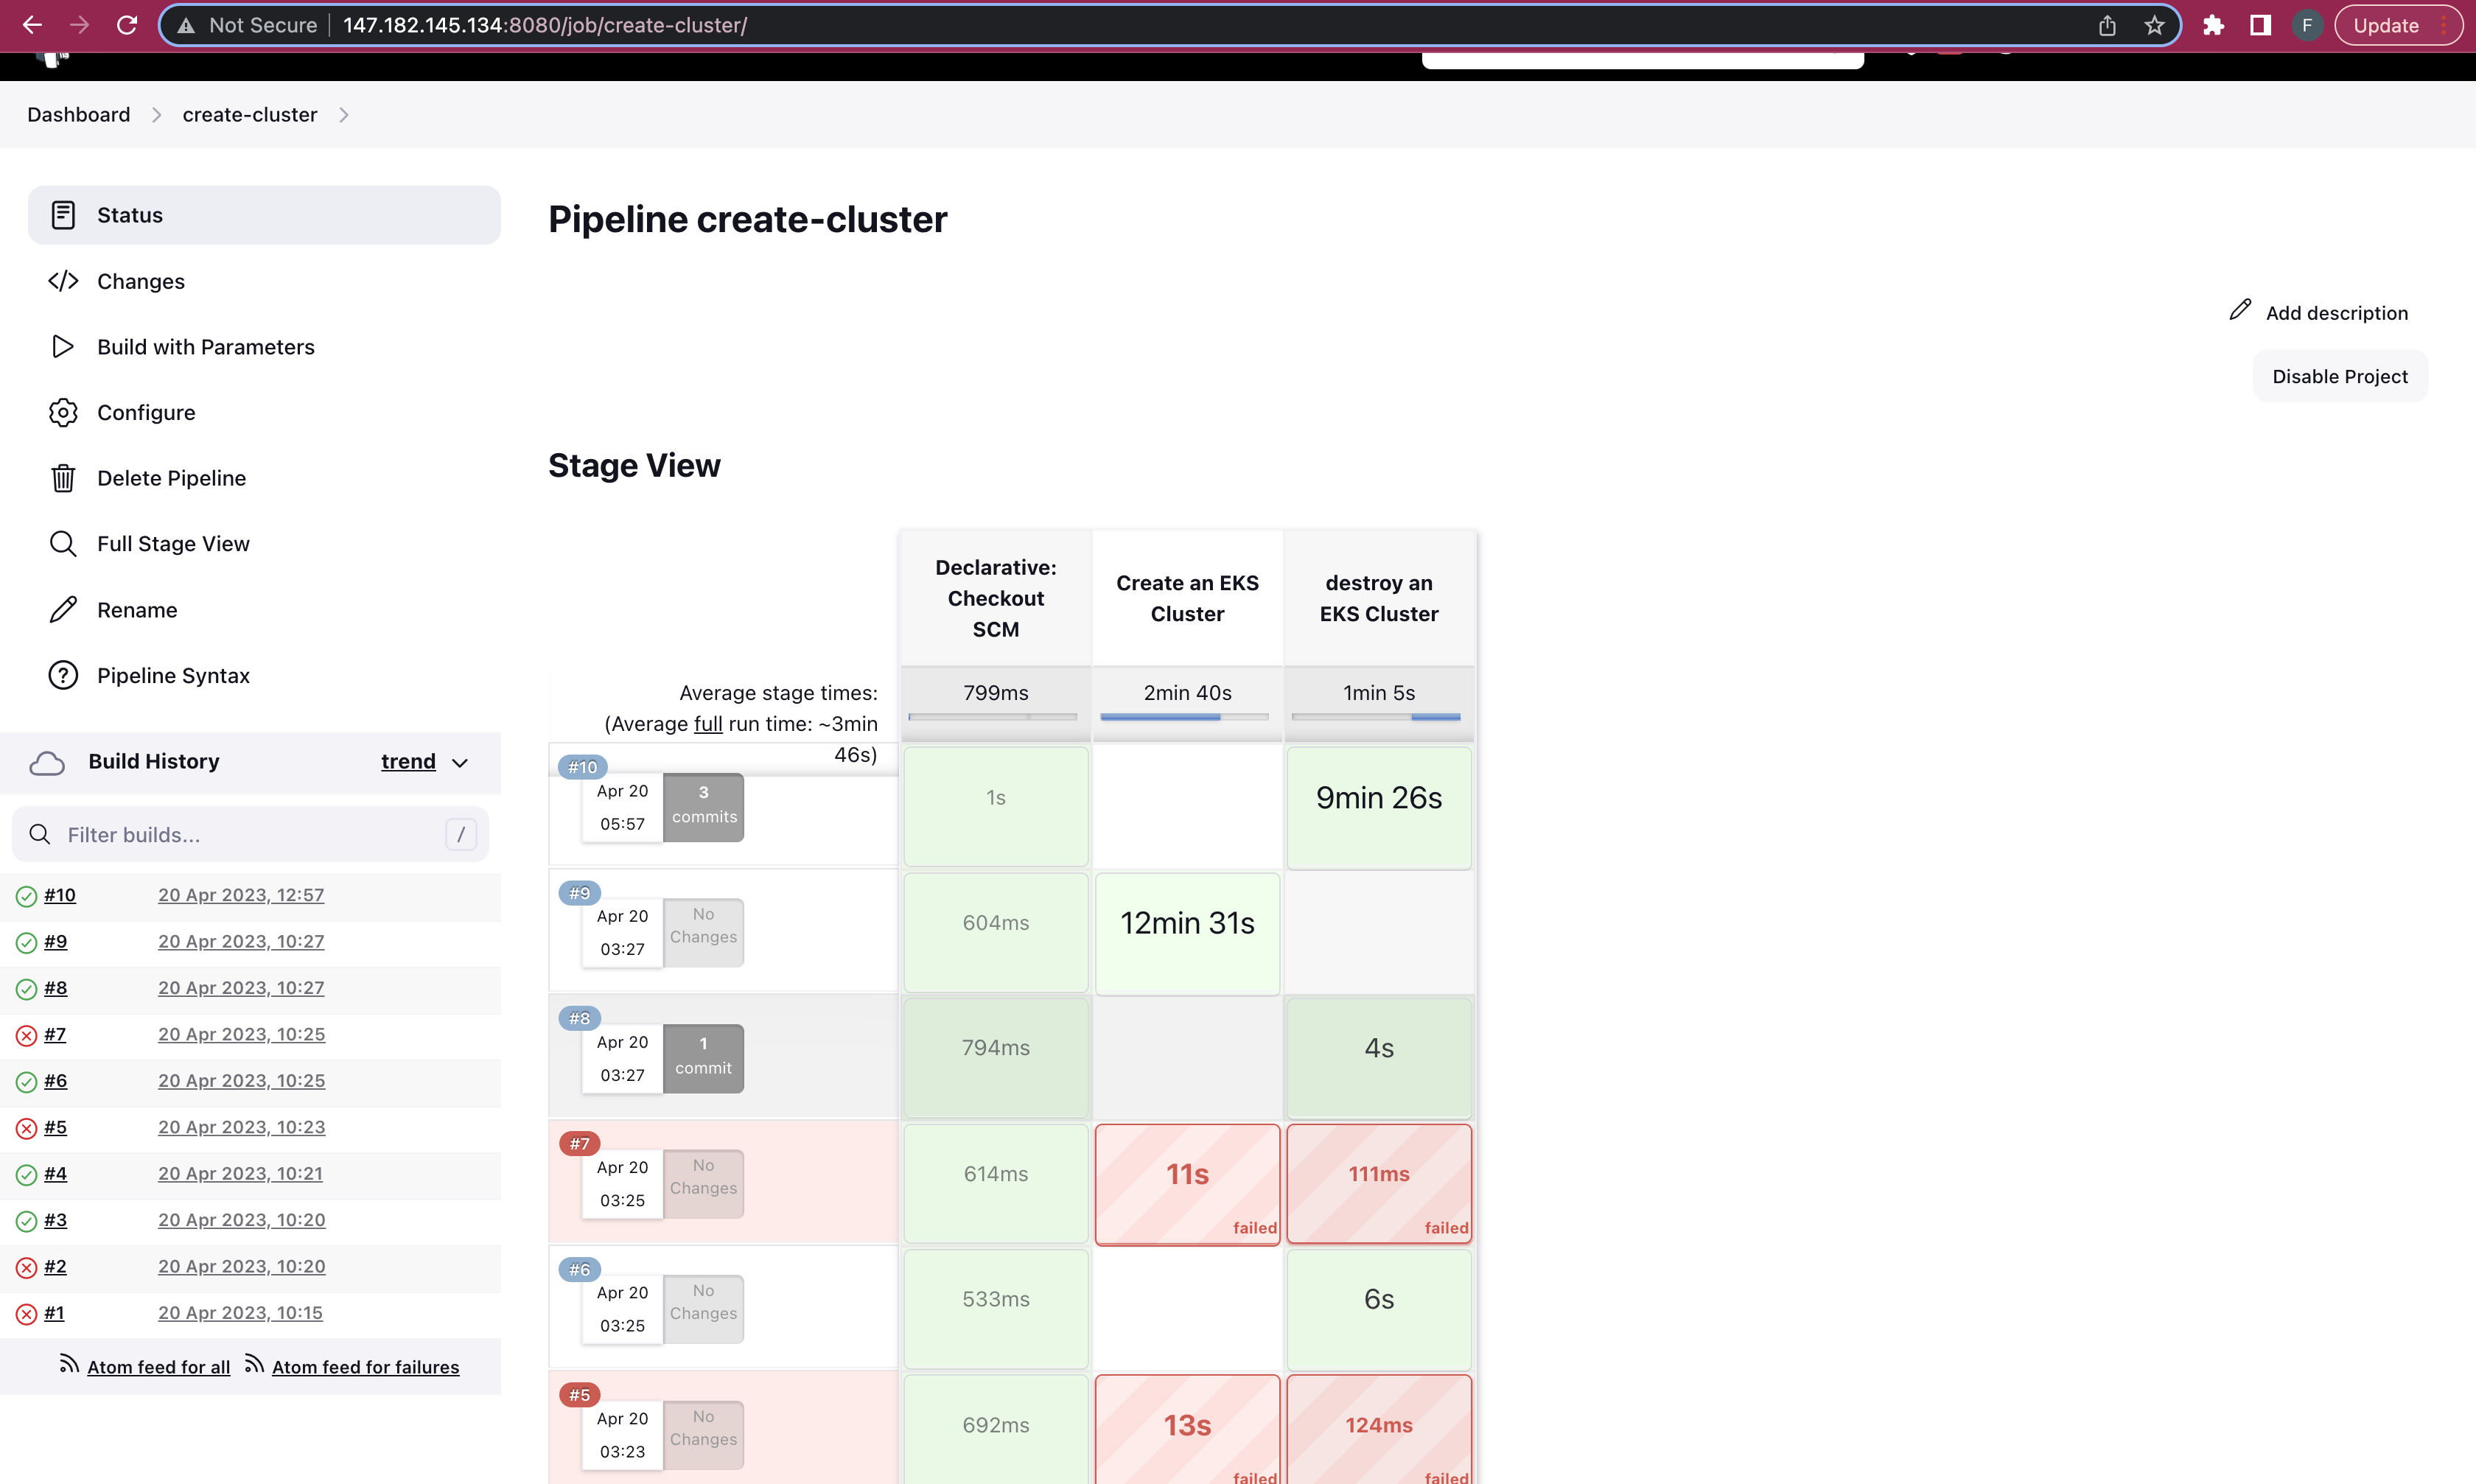 Not Secure
147.182.145.134:8080/job/create-cluster/
F
Update
Dashboard
create-cluster
Status
Changes
Build with Parameters
Configure
Delete Pipeline
Full Stage View
Rename
Pipeline Syntax
Build History
trend
Filter builds...
/
#10 20 Apr 2023, 12:57
#9 20 Apr 2023, 10:27
#8 20 Apr 2023, 10:27
#7 20 Apr 2023, 10:25
#6 20 Apr 2023, 10:25
#5 20 Apr 2023, 10:23
#4 20 Apr 2023, 10:21
#3 20 Apr 2023, 10:20
#2 20 Apr 2023, 10:20
#1 20 Apr 2023, 10:15
Atom feed for all Atom feed for failures
Pipeline create-cluster
Add description
Disable Project
Stage View
Declarative:
Checkout
SCM
Create an EKS
Cluster
destroy an
EKS Cluster
Average stage times:
(Average full run time: ~3min
46s)
799ms
2min 40s
1min 5s
#10
Apr 20
05:57
3
commits
1s
9min 26s
#9
Apr 20
03:27
No
Changes
604ms
12min 31s
#8
Apr 20
03:27
1
commit
794ms
4s
#7
Apr 20
03:25
No
Changes
614ms
11s
failed
111ms
failed
#6
Apr 20
03:25
No
Changes
533ms
6s
#5
Apr 20
03:23
No
Changes
692ms
13s
failed
124ms
failed